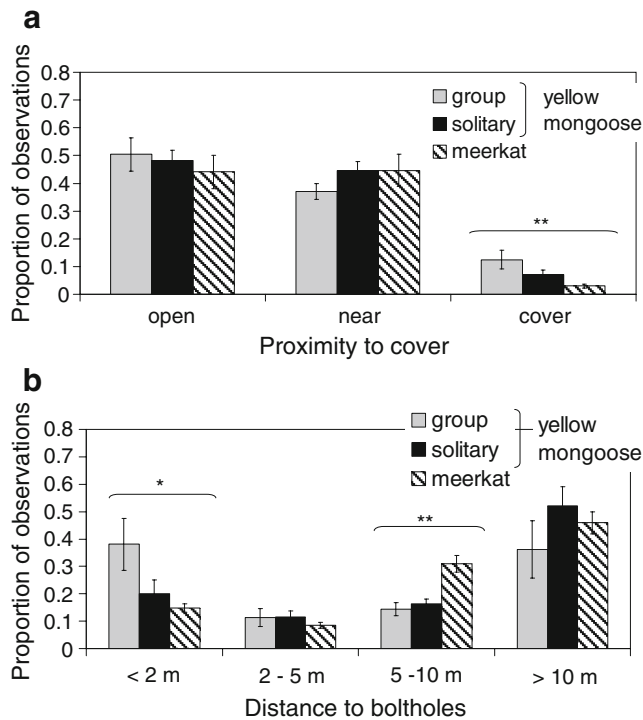 a
0.8
0.7
0.6
0.5
0.4
0.3
0.2
0.1
0
Proportion of observations
group
solitary
meerkat
yellow
mongoose
**
open near cover
Proximity to cover
b
0.8
0.7
0.6
0.5
0.4
0.3
0.2
0.1
0
Proportion of observations
group
solitary
meerkat
yellow
mongoose
*
**
< 2 m 2 - 5 m 5 -10 m > 10 m
Distance to boltholes